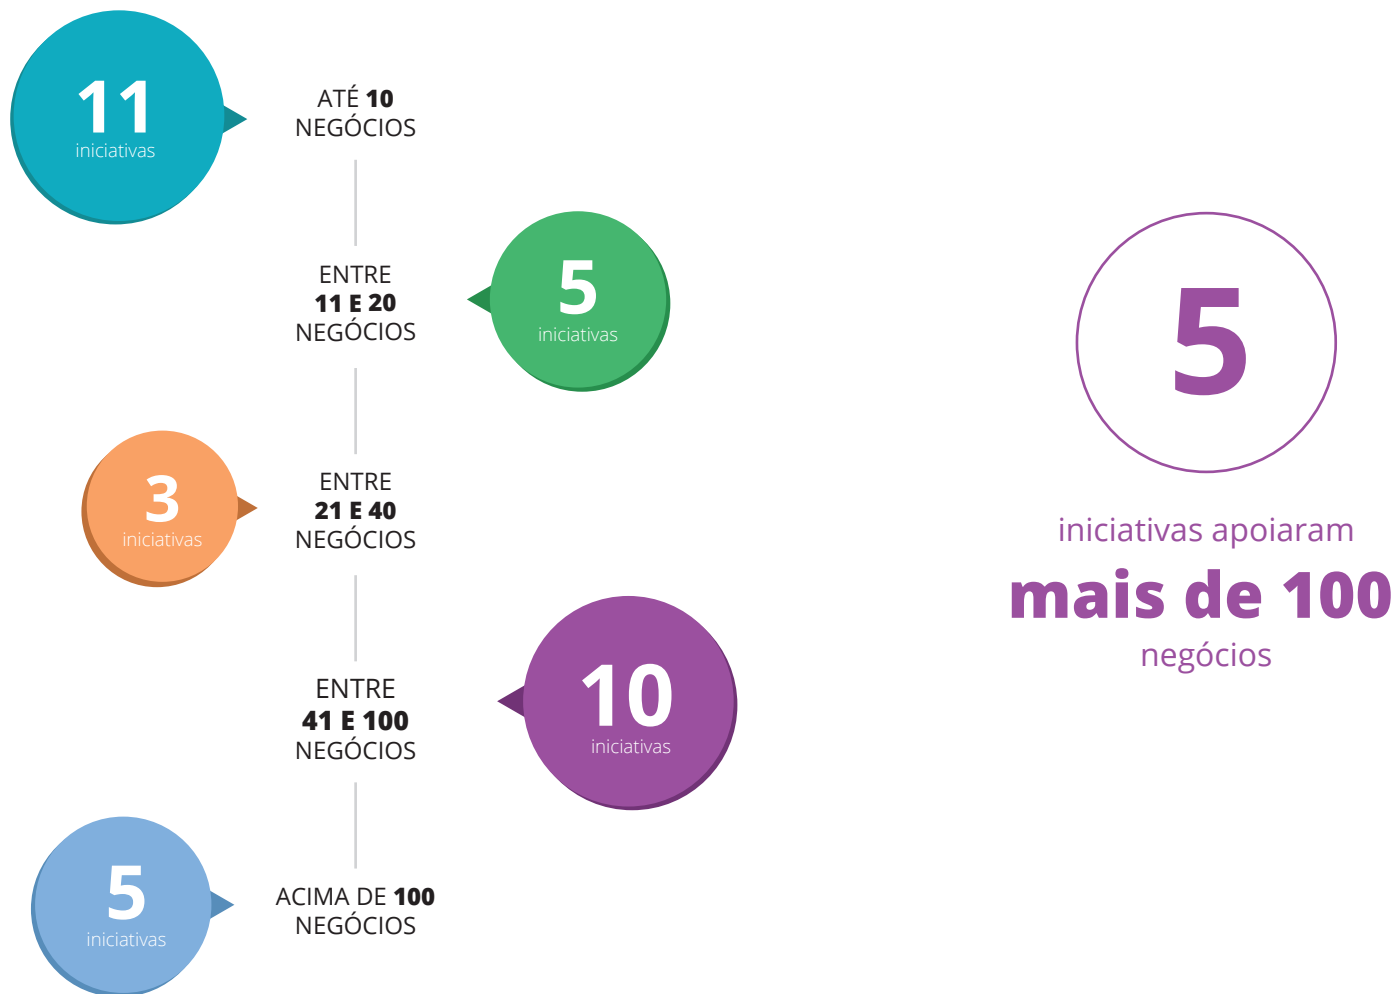 11
iniciativas
ATÉ 10
NEGÓCIOS
ENTRE
11 E 20
NEGÓCIOS
5
iniciativas
3
iniciativas
ENTRE
21 E 40
NEGÓCIOS
ENTRE
41 E 100
NEGÓCIOS
10
iniciativas
5
iniciativas
ACIMA DE 100
NEGÓCIOS
5
iniciativas apoiaram
mais de 100
negócios